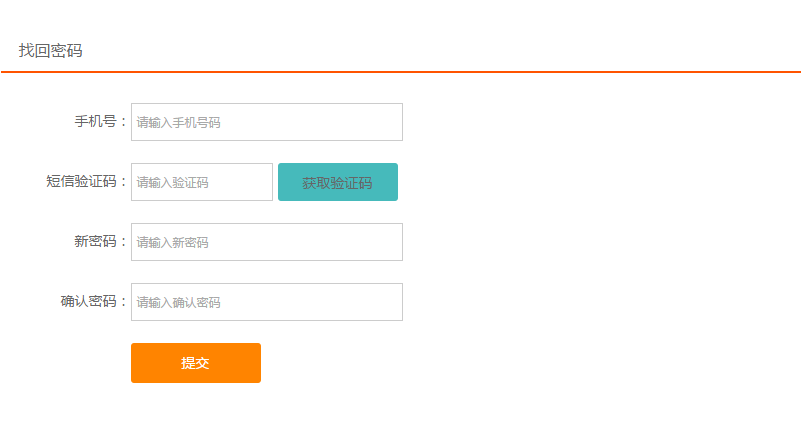 找回密码
手机号： 请输入手机号码
短信验证码： 请输入验证码 获取验证码
新密码： 请输入新密码
确认密码： 请输入确认密码
提交